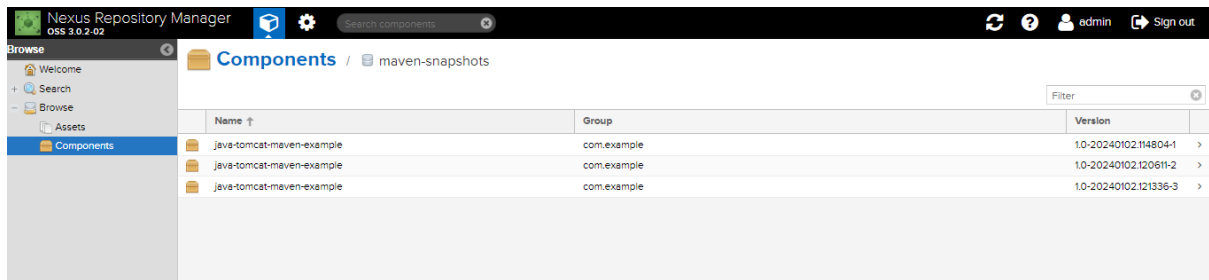 Nexus Repository Manager
OSS 3.0.2-02
Search components
admin
Sign out
Browse
Welcome
Search
Browse
Assets
Components
Components / maven-snapshots
Filter
Name Group Version
java-tomcat-maven-example com.example 1.0-20240102.114804-1
java-tomcat-maven-example com.example 1.0-20240102.120611-2
java-tomcat-maven-example com.example 1.0-20240102.121336-3